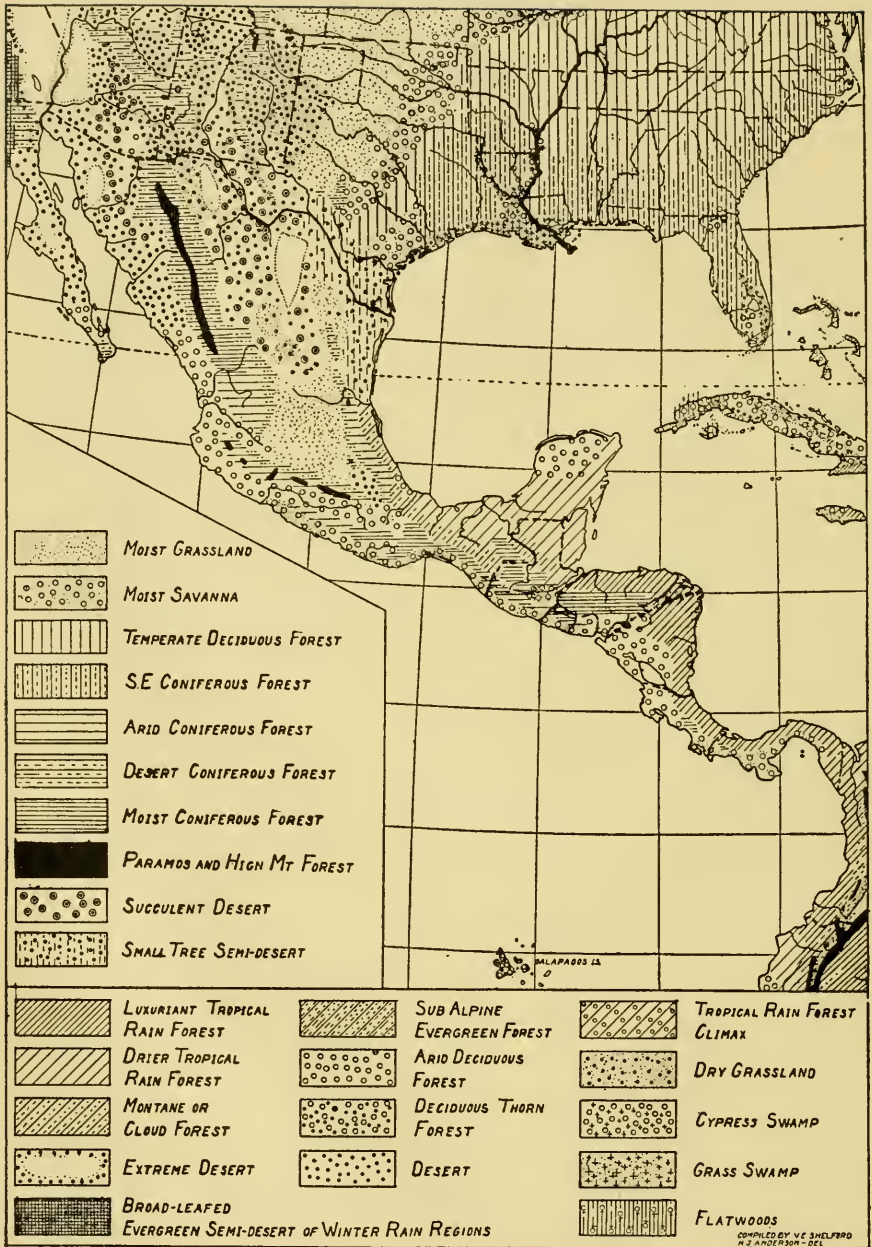 GALAPAGOS IS.
MOIST GRASSLAND
MOIST SAVANNA
TEMPERATE DECIDUOUS FOREST
S.E CONIFEROUS FOREST
ARID CONIFEROUS FOREST
DESERT CONIFEROUS FOREST
MOIST CONIFEROUS FOREST
PARAMOS AND HIGH MT FOREST
SUCCULENT DESERT
SMALL TREE SEMI-DESERT
LUXURIANT TROPICAL
RAIN FOREST
DRIER TROPICAL
RAIN FOREST
MONTANE OR
CLOUD FOREST
EXTREME DESERT
BROAD-LEAFED
EVERGREEN SEMI-DESERT OF WINTER RAIN REGIONS
SUB ALPINE
EVERGREEN FOREST
ARID DECIDUOUS
FOREST
DECIDUOUS THORN
FOREST
DESERT
TROPICAL RAIN FOREST
CLIMAX
DRY GRASSLAND
CYPRESS SWAMP
GRASS SWAMP
FLATWOODS
COMPILED BY V.E SHELFORD
H.J. ANDERSON - DEL